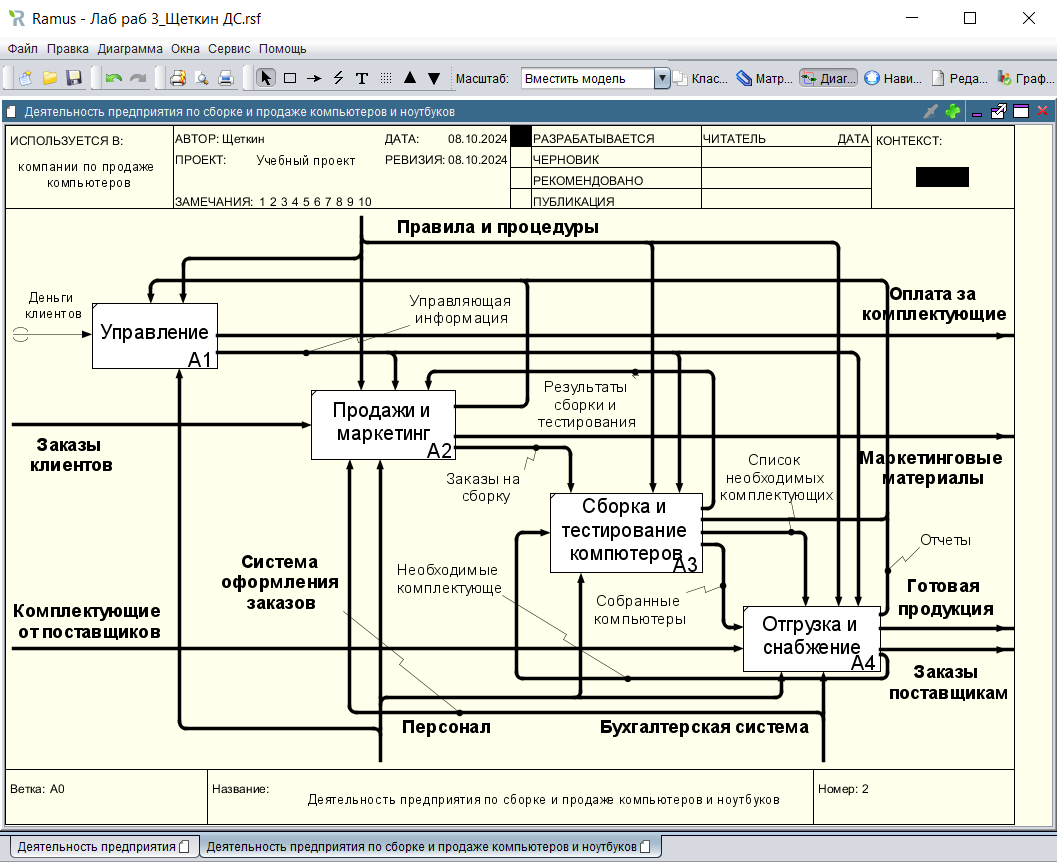 Ramus - Лаб раб 3_Щеткин ДС.rsf
Файл Правка Диаграмма Окна Сервис Помощь
Масштаб: Вместить модель Клас... Матр... Диаг... Нави... Реда... Граф...
Деятельность предприятия по сборке и продаже компьютеров и ноутбуков
ИСПОЛЬЗУЕТСЯ В:
компании по продаже
компьютеров
АВТОР: Щеткин
ДАТА: 08.10.2024
ПРОЕКТ: Учебный проект
РЕВИЗИЯ: 08.10.2024
ЗАМЕЧАНИЯ: 1 2 3 4 5 6 7 8 9 10
РАЗРАБАТЫВАЕТСЯ
ЧЕРНОВИК
РЕКОМЕНДОВАНО
ПУБЛИКАЦИЯ
ЧИТАТЕЛЬ ДАТА
КОНТЕКСТ:
Правила и процедуры
Деньги
клиентов
Управление
A1
Управляющая
информация
Оплата за
комплектующие
Продажи и
маркетинг
A2
Результаты
сборки и
тестирования
Заказы
клиентов
Заказы на
сборку
Список
необходимых
комплектующих
Маркетинговые
материалы
Сборка и
тестирование
компютеров
A3
Отчеты
Система
оформления
заказов
Необходимые
комплектующе
Собранные
компьютеры
Готовая
продукция
Комплектующие
от поставщиков
Отгрузка и
снабжение
A4
Заказы
поставщикам
Персонал
Бухгалтерская система
Ветка: A0
Название:
Деятельность предприятия по сборке и продаже компьютеров и ноутбуков
Номер: 2
Деятельность предприятия
Деятельность предприятия по сборке и продаже компьютеров и ноутбуков